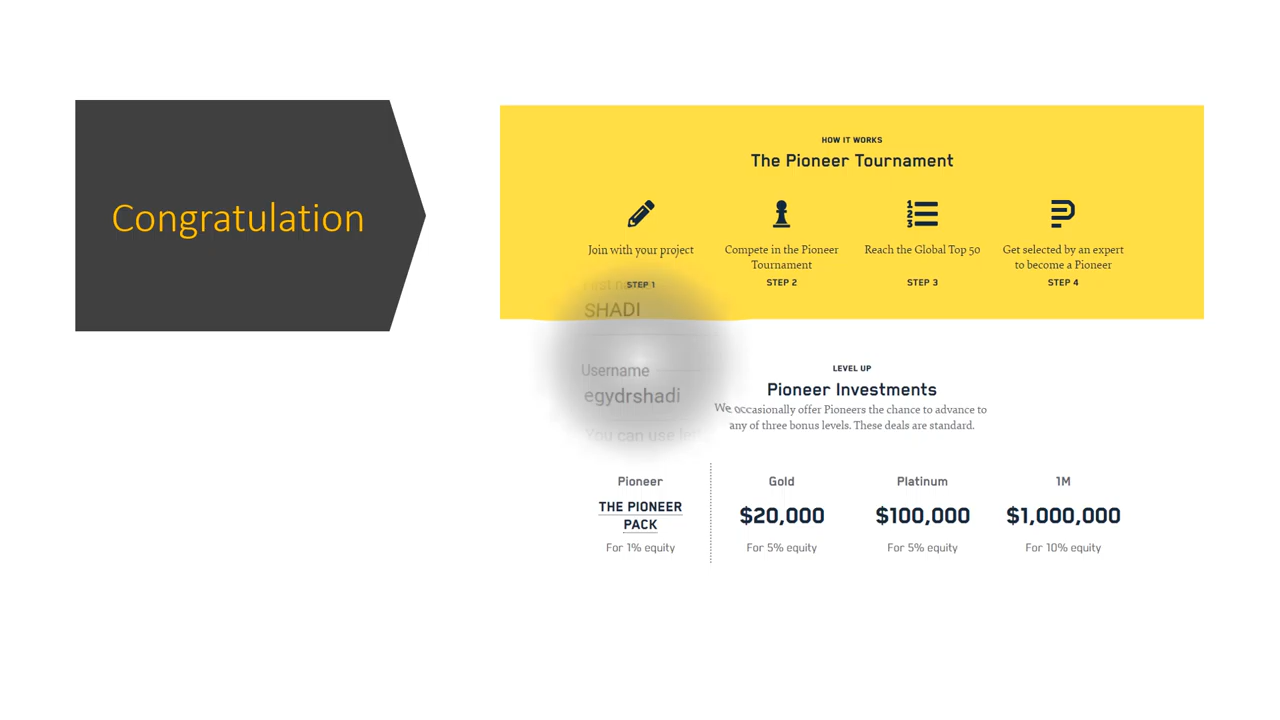 Congratulation
HOW IT WORKS
The Pioneer Tournament
Join with your project
STEP 1
Compete in the Pioneer
Tournament
STEP 2
Reach the Global Top 50
STEP 3
Get selected by an expert
to become a Pioneer
STEP 4
First
SHADI
Username
egydrshadi
You can use
LEVEL UP
Pioneer Investments
We occasionally offer Pioneers the chance to advance to
any of three bonus levels. These deals are standard.
Pioneer
THE PIONEER
PACK
For 1% equity
Gold
$20,000
For 5% equity
Platinum
$100,000
For 5% equity
1M
$1,000,000
For 10% equity